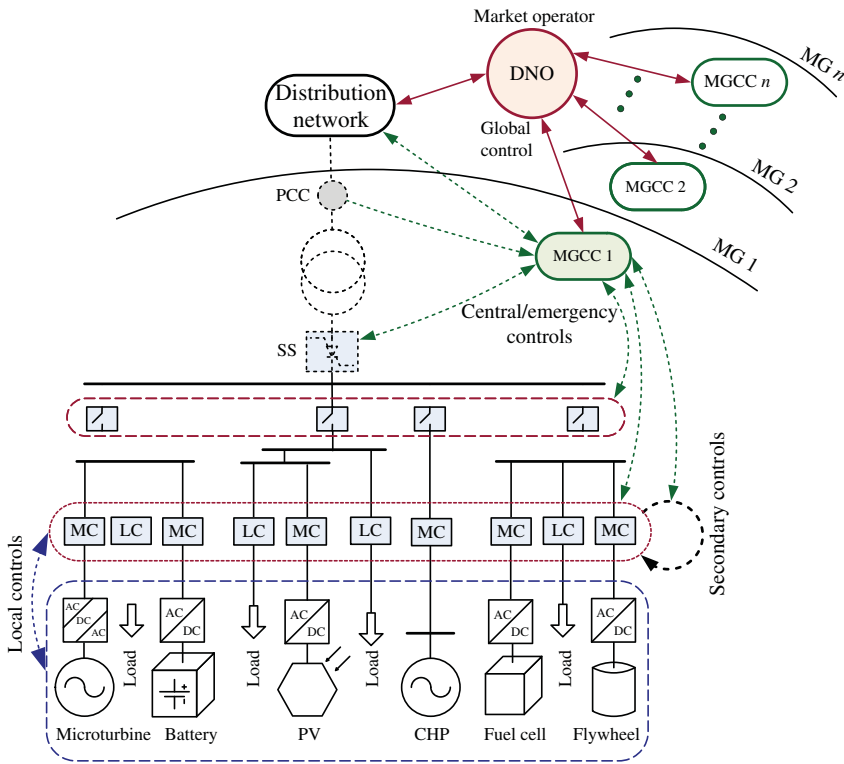 Market operator
DNO
MGCC n
MG n
Distribution
network
Global
control
MGCC 2
MG 2
PCC
MGCC 1
MG 1
Central/emergency
controls
SS
MC
LC
MC
LC
MC
LC
MC
MC
LC
MC
Secondary controls
Local controls
AC
DC
AC
Load
AC
DC
Load
AC
DC
Load
AC
DC
Load
AC
DC
Microturbine
Battery
PV
CHP
Fuel cell
Flywheel